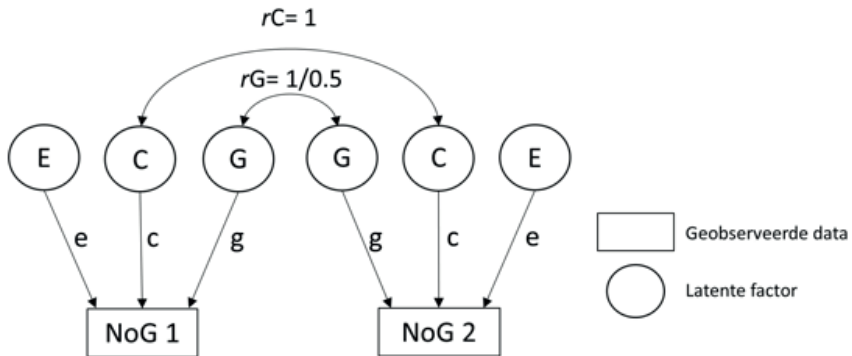 rC= 1
rG= 1/0.5
E C G G C E
e c g g c e
Geobserveerde data
Latente factor
NoG 1 NoG 2